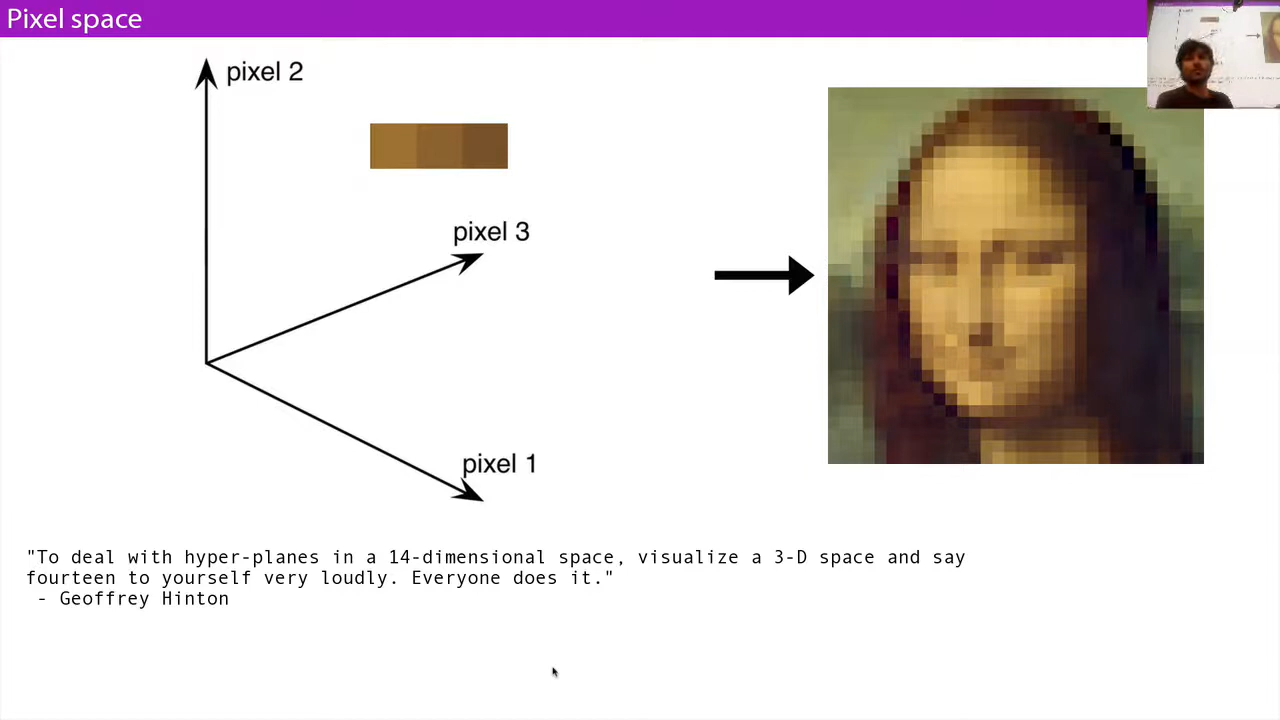 Pixel space
pixel 2
pixel 3
pixel 1
"To deal with hyper-planes in a 14-dimensional space, visualize a 3-D space and say
fourteen to yourself very loudly. Everyone does it."
- Geoffrey Hinton